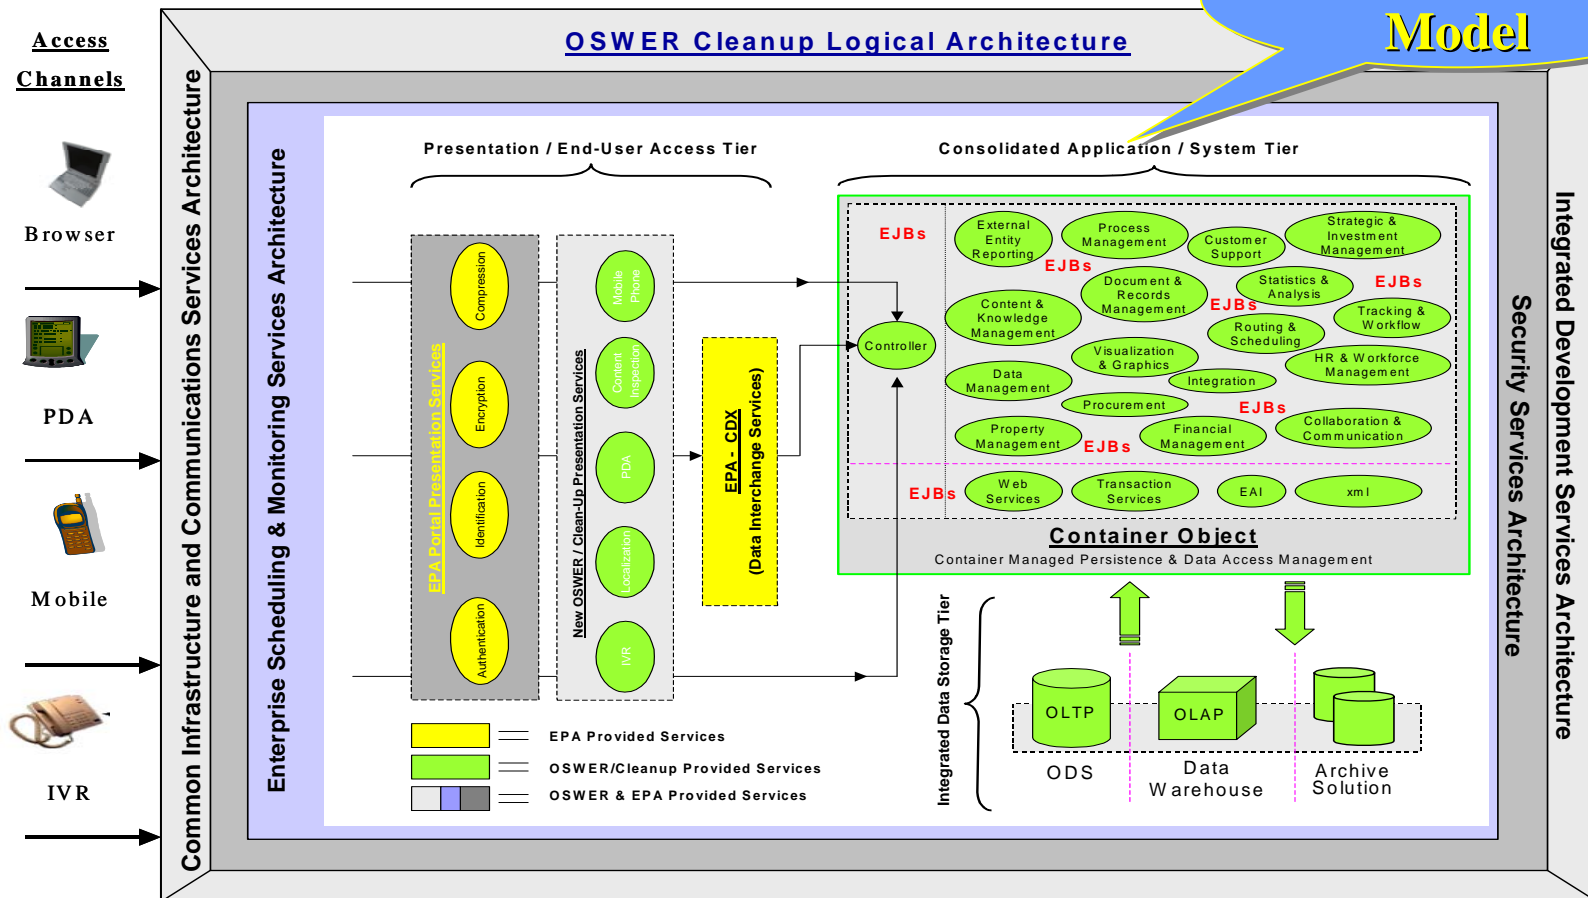 Access
Channels
Browser
PDA
Mobile
IVR
OSWER Cleanup Logical Architecture
Model
Common Infrastructure and Communications Services Architecture
Enterprise Scheduling & Monitoring Services Architecture
Presentation / End-User Access Tier
EPA Portal Presentation Services
Compression
Encryption
Identification
Authentication
New OSWER / Clean-Up Presentation Services
Mobile
Phone
Content
Inspection
PDA
Localization
IVR
EPA - CDX
(Data Interchange Services)
Consolidated Application / System Tier
EJBs
Controller
External
Entity
Reporting
Process
Management
Customer
Support
Strategic &
Investment
Management
EJBs
Document &
Records
Management
Statistics &
Analysis
EJBs
EJBs
Content &
Knowledge
Management
Routing &
Scheduling
Tracking &
Workflow
Visualization
& Graphics
HR & Workforce
Management
Data
Management
Integration
Procurement
EJBs
Property
Management
EJBs
Financial
Management
Collaboration &
Communication
EJBs
Web
Services
Transaction
Services
EAI
xml
Container Object
Container Managed Persistence & Data Access Management
Integrated Data Storage Tier
OLTP
OLAP
ODS
Data
Warehouse
Archive
Solution
EPA Provided Services
OSWER/Cleanup Provided Services
OSWER & EPA Provided Services
Security Services Architecture
Integrated Development Services Architecture